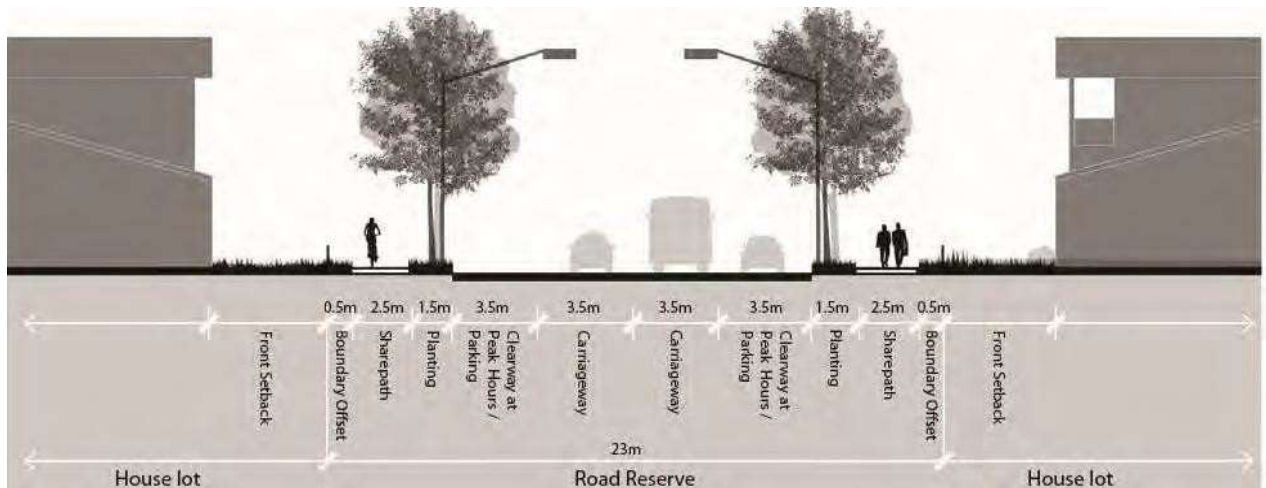 0.5m 2.5m 1.5m 3.5m 3.5m 3.5m 3.5m 1.5m 2.5m 0.5m
Front Setback
Boundary Offset
Sharepath
Planting
Clearway at
Peak Hours /
Parking
Carriageway
Carriageway
Clearway at
Peak Hours /
Parking
Planting
Sharepath
Boundary Offset
Front Setback
23m
House lot Road Reserve House lot